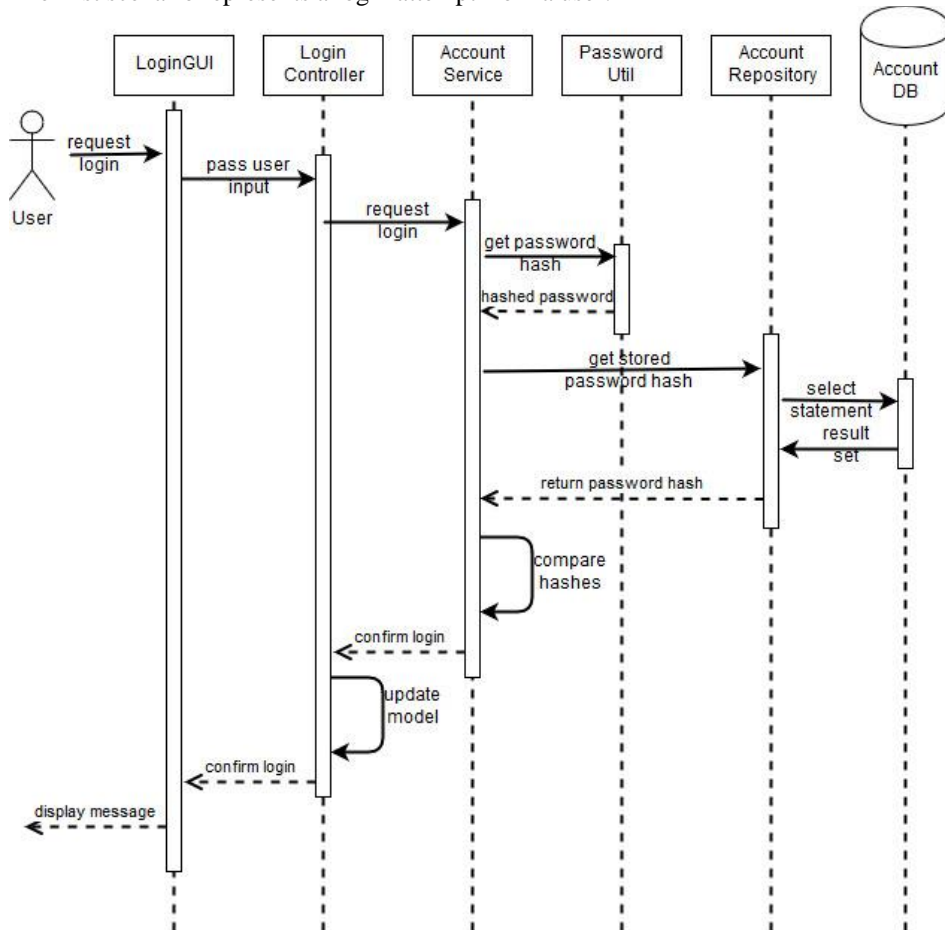 LoginGUI
Login
Controller
Account
Service
Password
Util
Account
Repository
Account
DB
User
request
login
pass user
input
request
login
get password
hash
hashed password
get stored
password hash
select
statement
result
set
return password hash
compare
hashes
confirm login
update
model
confirm login
display message